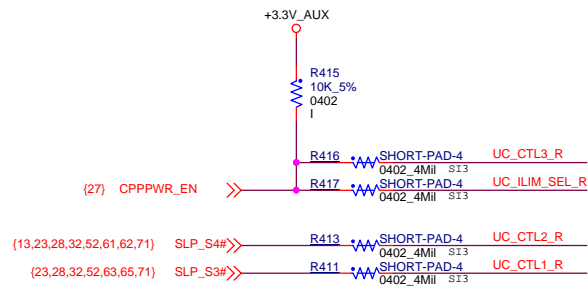 +3.3V_AUX
R415
10K_5%
0402
I
R416 SHORT-PAD-4 UC_CTL3_R
0402_4Mil SI3
{27} CPPPWR_EN R417 SHORT-PAD-4 UC_ILIM_SEL_R
0402_4Mil SI3
{13,23,28,32,52,61,62,71} SLP_S4# R413 SHORT-PAD-4 UC_CTL2_R
0402_4Mil SI3
{23,28,32,52,63,65,71} SLP_S3# R411 SHORT-PAD-4 UC_CTL1_R
0402_4Mil SI3